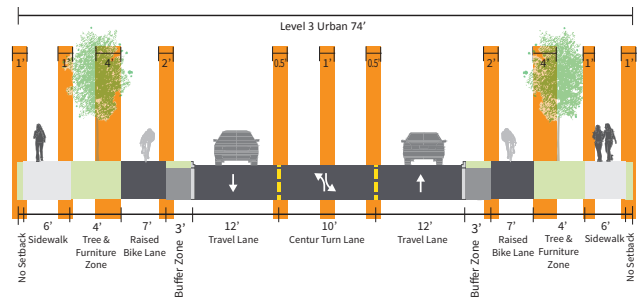 Level 3 Urban 74'
1' 1' 4' 2' 0.5' 1' 0.5' 2' 4' 1' 1'
6' 4' 7' 3' 12' 10' 12' 3' 7' 4' 6'
No Setback
Sidewalk
Tree &
Furniture
Zone
Raised
Bike Lane
Buffer Zone
Travel Lane
Centur Turn Lane
Travel Lane
Buffer Zone
Raised
Bike Lane
Tree &
Furniture
Zone
Sidewalk
No Setback